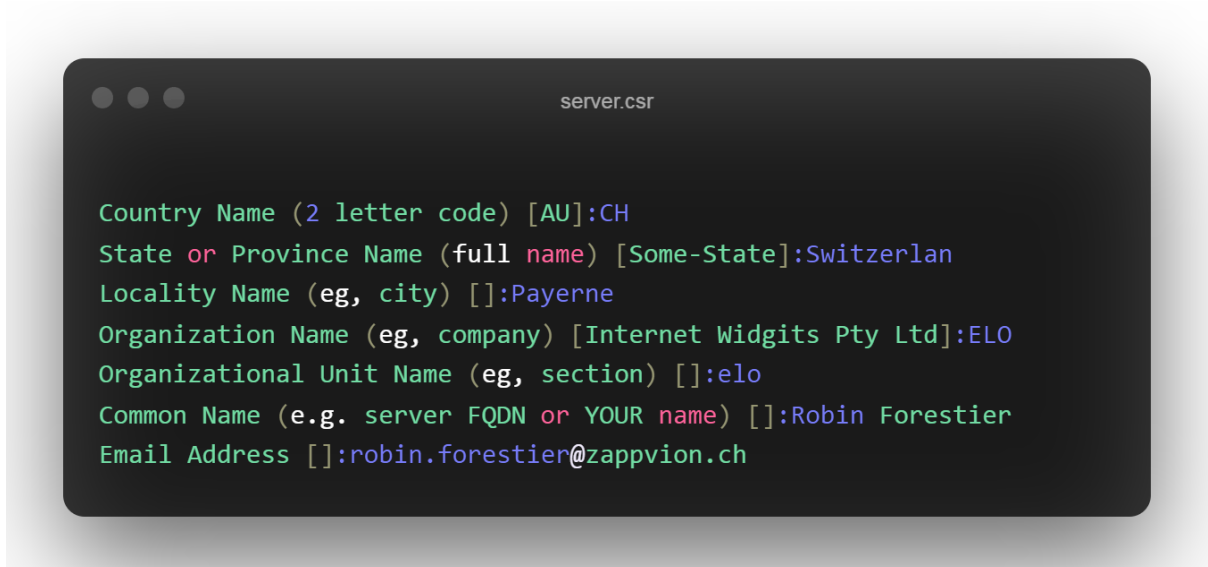 server.csr
Country Name (2 letter code) [AU]:CH
State or Province Name (full name) [Some-State]:Switzerlan
Locality Name (eg, city) []:Payerne
Organization Name (eg, company) [Internet Widgits Pty Ltd]:ELO
Organizational Unit Name (eg, section) []:elo
Common Name (e.g. server FQDN or YOUR name) []:Robin Forestier
Email Address []:robin.forestier@zappvion.ch